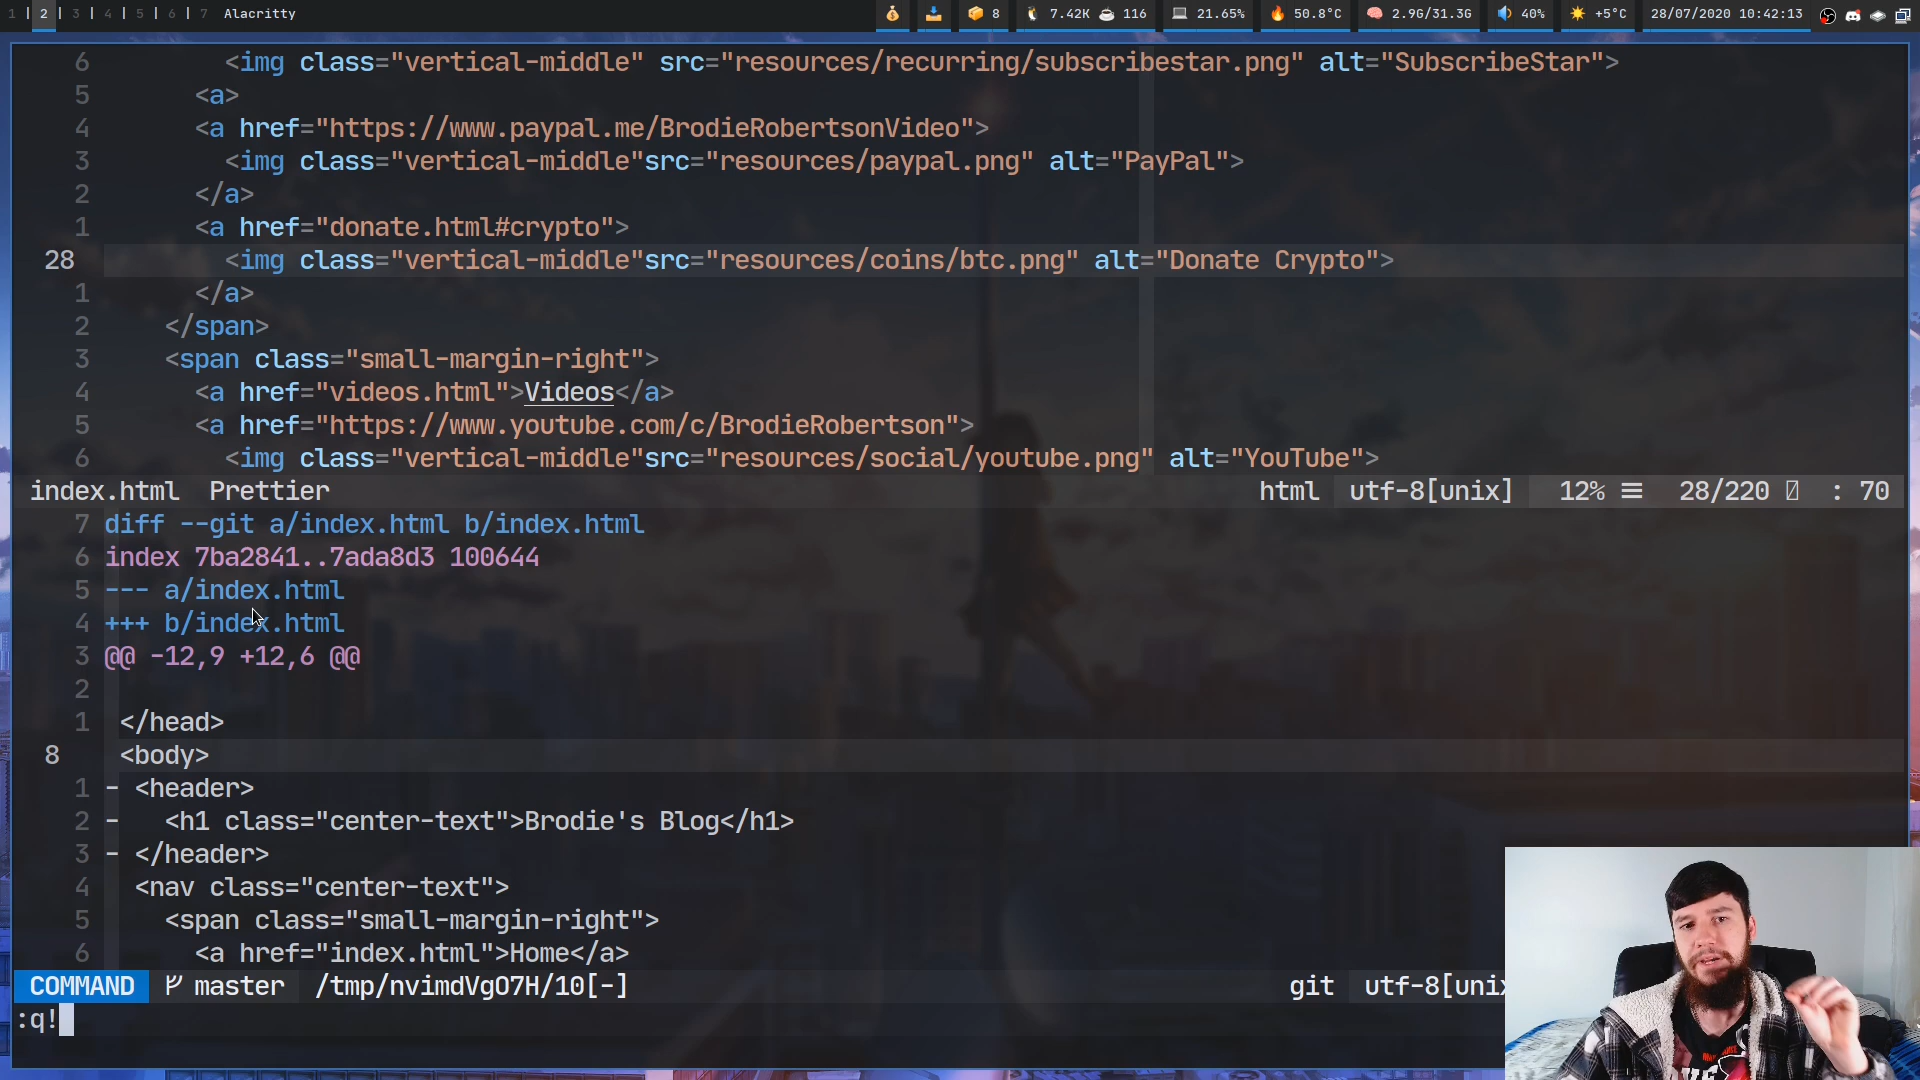 1 | 2 | 3 | 4 | 5 | 6 | 7 Alacritty 8 7.42K 116 21.65% 50.8°C 2.9G/31.3G 40% +5°C 28/07/2020 10:42:13
6 <img class="vertical-middle" src="resources/recurring/subscribestar.png" alt="SubscribeStar">
5 <a>
4 <a href="https://www.paypal.me/BrodieRobertsonVideo">
3 <img class="vertical-middle"src="resources/paypal.png" alt="PayPal">
2 </a>
1 <a href="donate.html#crypto">
28 <img class="vertical-middle"src="resources/coins/btc.png" alt="Donate Crypto">
1 </a>
2 </span>
3 <span class="small-margin-right">
4 <a href="videos.html">Videos</a>
5 <a href="https://www.youtube.com/c/BrodieRobertson">
6 <img class="vertical-middle"src="resources/social/youtube.png" alt="YouTube">
index.html Prettier html utf-8[unix] 12% ☰ 28/220 : 70
7 diff --git a/index.html b/index.html
6 index 7ba2841..7ada8d3 100644
5 --- a/index.html
4 +++ b/index.html
3 @@ -12,9 +12,6 @@
2
1 </head>
8 <body>
1 - <header>
2 - <h1 class="center-text">Brodie's Blog</h1>
3 - </header>
4 <nav class="center-text">
5 <span class="small-margin-right">
6 <a href="index.html">Home</a>
COMMAND master /tmp/nvimdVgO7H/10[-] git utf-8[unix
:q!